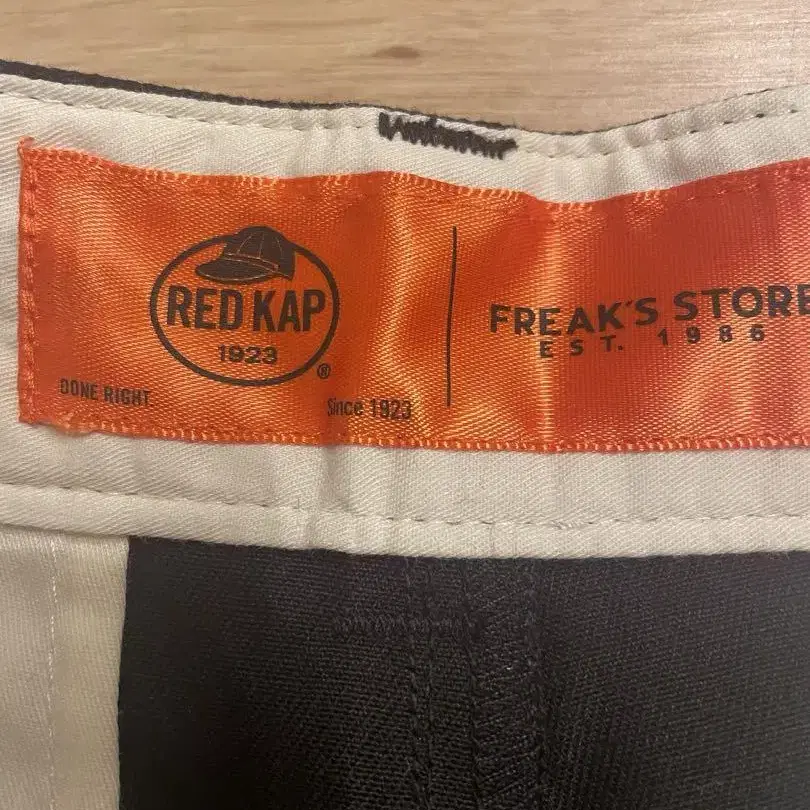 RED KAP
1923
®
DONE RIGHT.
Since 1923
FREAK'S STORE
EST. 1986